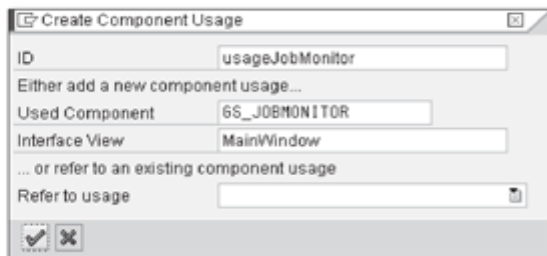 Create Component Usage
ID usageJobMonitor
Either add a new component usage...
Used Component GS_JOBMONITOR
Interface View MainWindow
... or refer to an existing component usage
Refer to usage